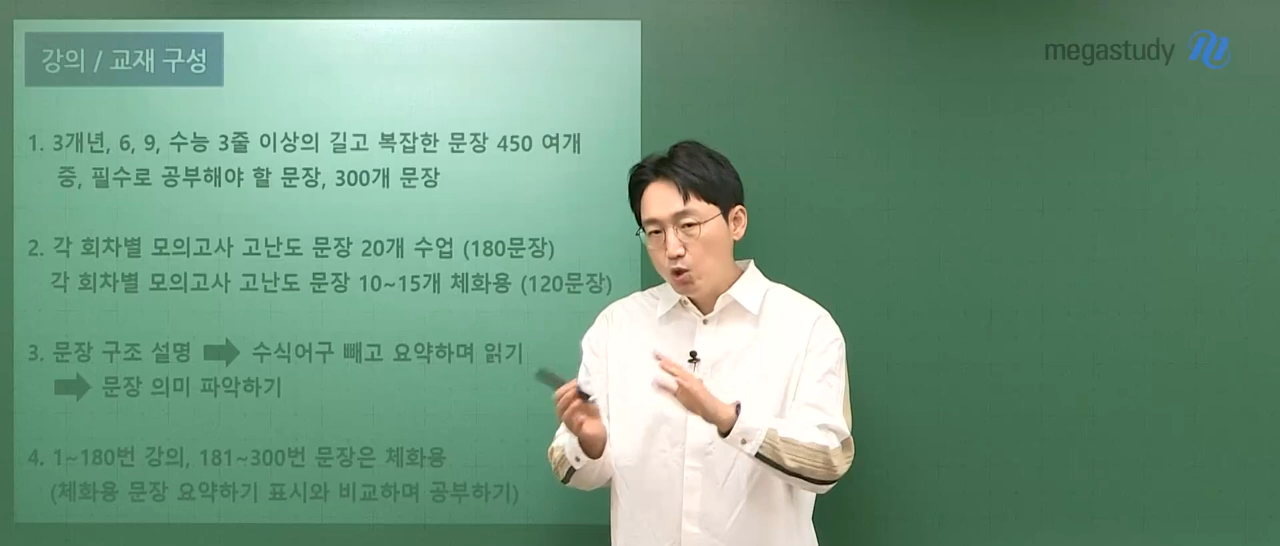 강의 / 교재 구성
megastudy
1. 3개년, 6, 9, 수능 3줄 이상의 길고 복잡한 문장 450 여개
중, 필수로 공부해야 할 문장, 300개 문장
2. 각 회차별 모의고사 고난도 문장 20개 수업 (180문장)
각 회차별 모의고사 고난도 문장 10~15개 체화용 (120문장)
3. 문장 구조 설명 ➡ 수식어구 빼고 요약하며 읽기
➡ 문장 의미 파악하기
4. 1~180번 강의, 181~300번 문장은 체화용
(체화용 문장 요약하기 표시와 비교하며 공부하기)